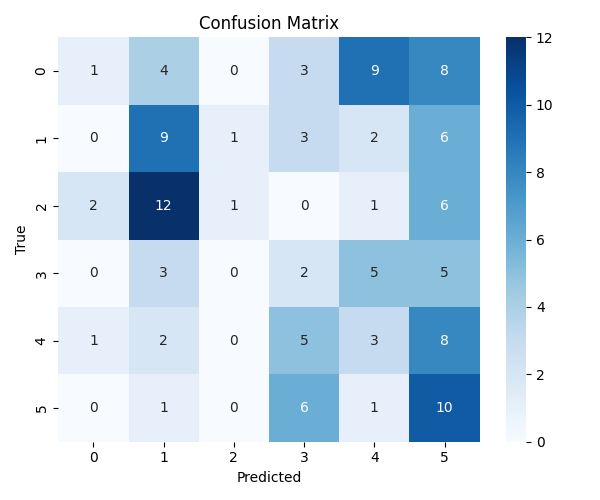 Confusion Matrix
0 1 4 0 3 9 8
1 0 9 1 3 2 6
2 2 12 1 0 1 6
3 0 3 0 2 5 5
4 1 2 0 5 3 8
5 0 1 0 6 1 10
0 1 2 3 4 5
Predicted
True
12
10
8
6
4
2
0